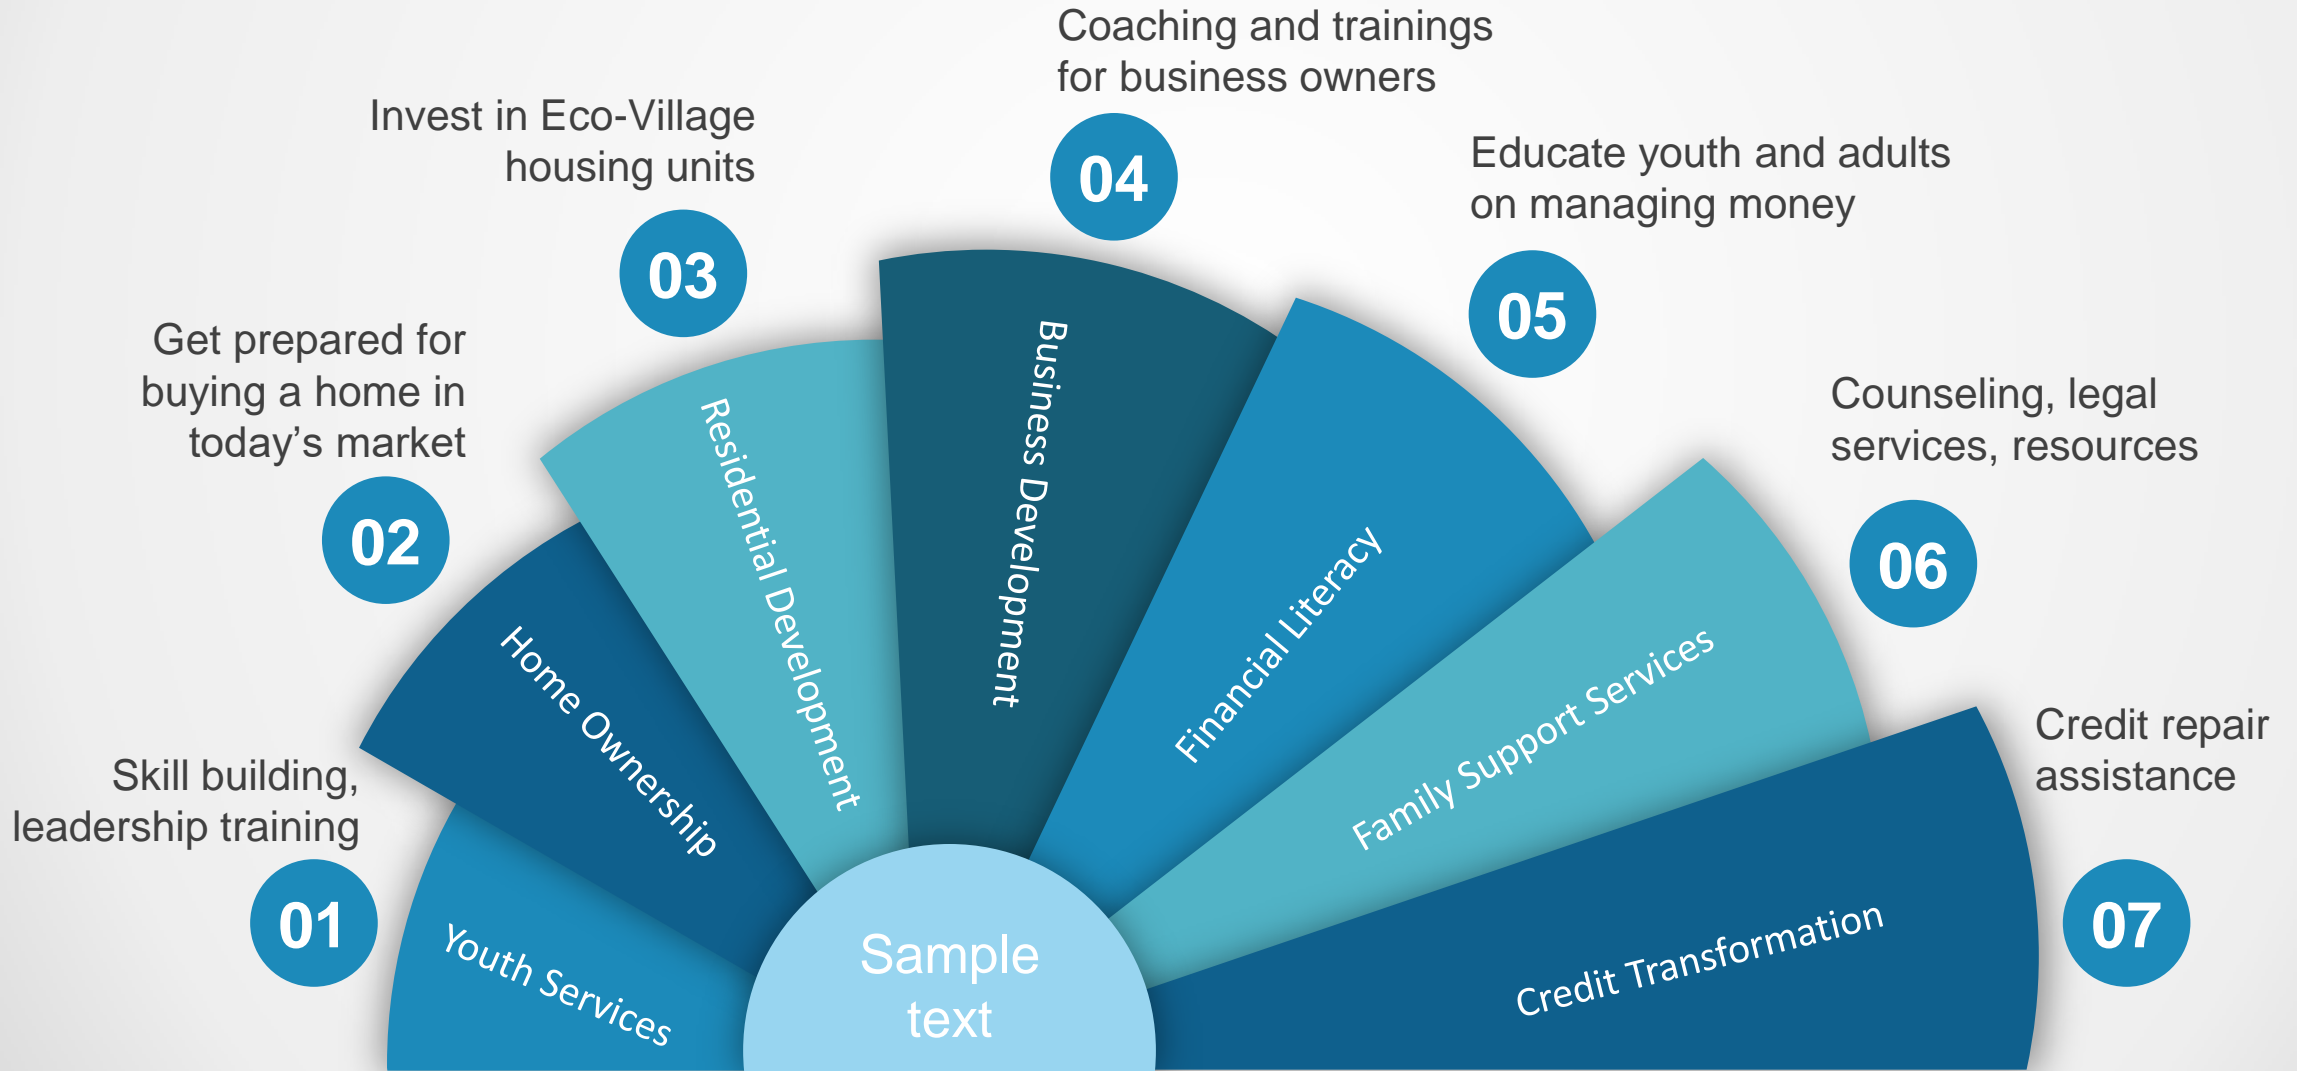 Skill building,
leadership training
01
Youth Services
Get prepared for
buying a home in
today’s market
02
Home Ownership
Invest in Eco-Village
housing units
03
Residential Development
Coaching and trainings
for business owners
04
Business Development
Educate youth and adults
on managing money
05
Financial Literacy
Counseling, legal
services, resources
06
Family Support Services
Credit repair
assistance
07
Credit Transformation
Sample
text